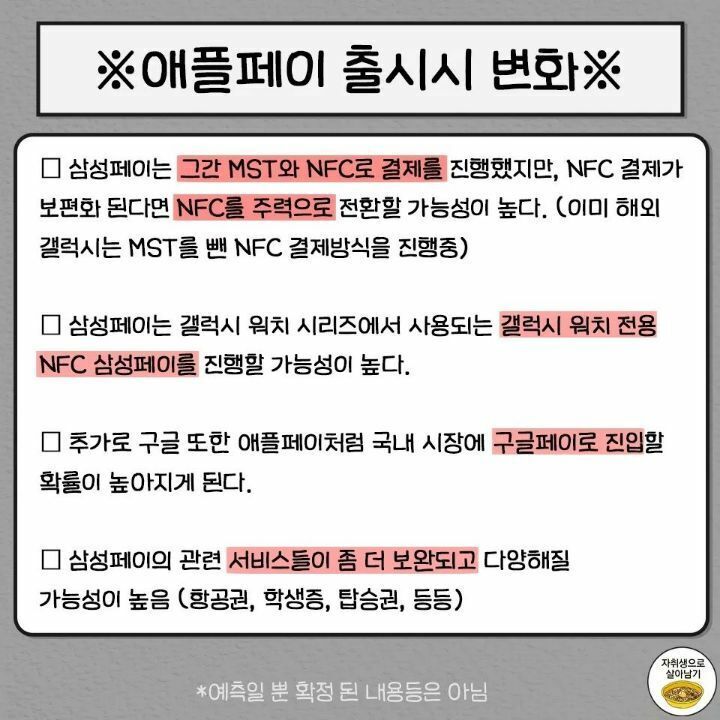 ※애플페이 출시시 변화※
□ 삼성페이는 그간 MST와 NFC로 결제를 진행했지만, NFC 결제가
보편화 된다면 NFC를 주력으로 전환할 가능성이 높다. (이미 해외
갤럭시는 MST를 뺀 NFC 결제방식을 진행중)
□ 삼성페이는 갤럭시 워치 시리즈에서 사용되는 갤럭시 워치 전용
NFC 삼성페이를 진행할 가능성이 높다.
□ 추가로 구글 또한 애플페이처럼 국내 시장에 구글페이로 진입할
확률이 높아지게 된다.
□ 삼성페이의 관련 서비스들이 좀 더 보완되고 다양해질
가능성이 높음 (항공권, 학생증, 탑승권, 등등)
자취생으로
살아남기
*예측일 뿐 확정 된 내용등은 아님